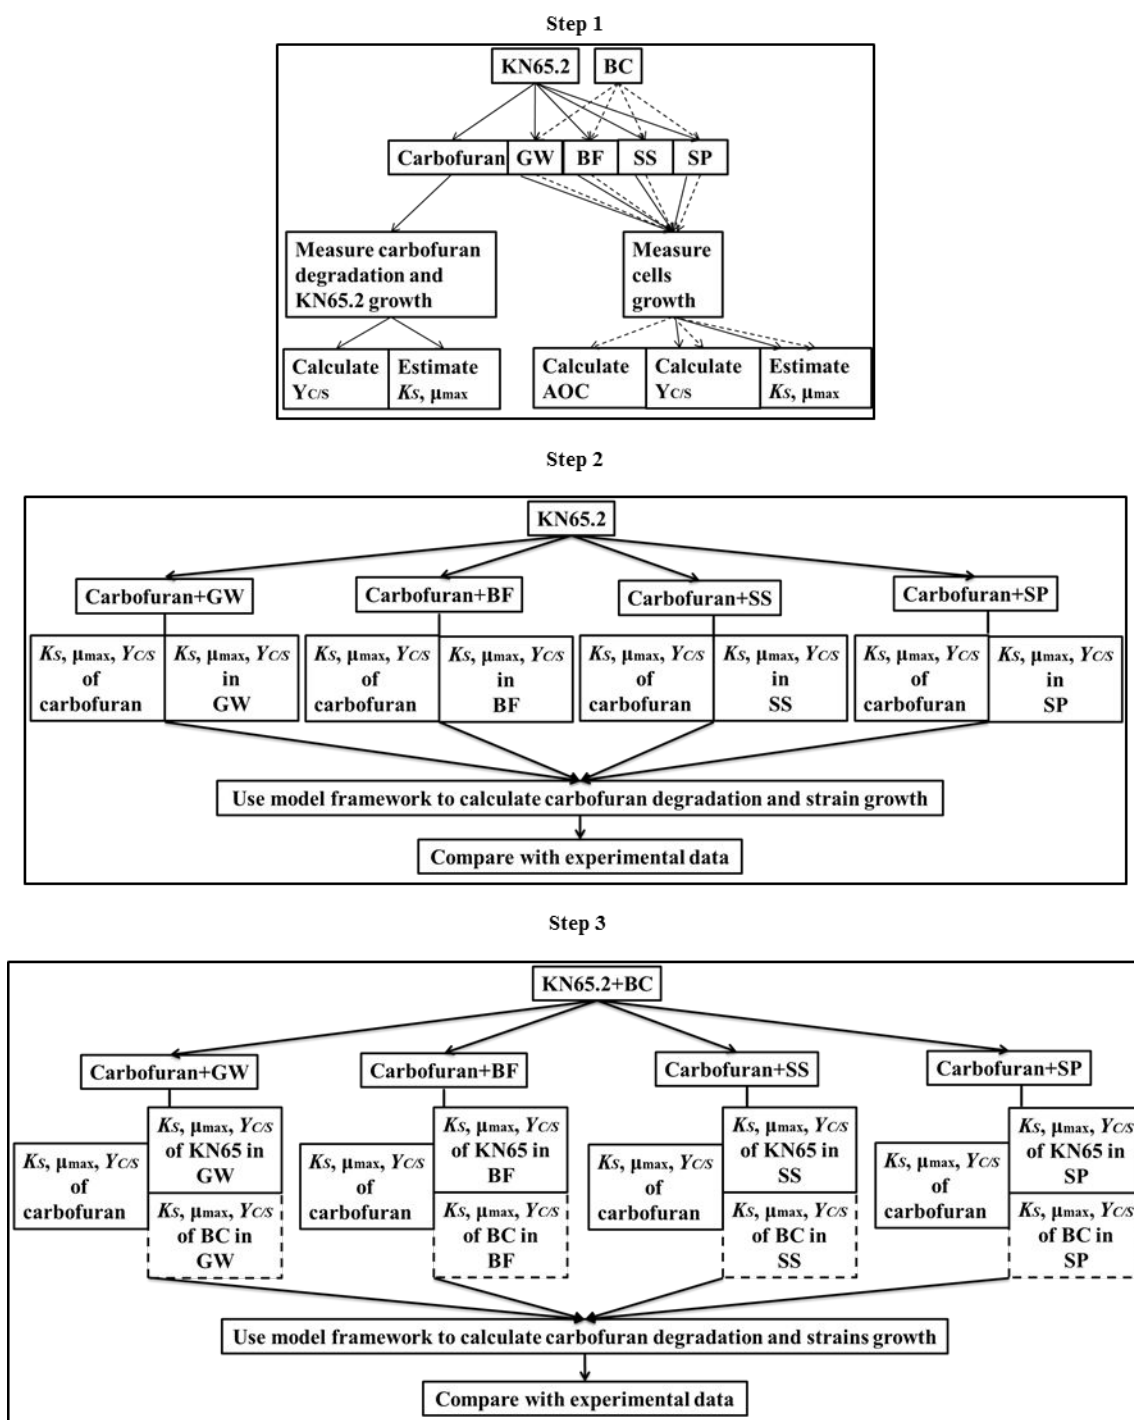 Step 1
KN65.2
BC
Carbofuran
GW
BF
SS
SP
Measure carbofuran
degradation and
KN65.2 growth
Measure
cells
growth
Calculate
YC/S
Estimate
KS, μmax
Calculate
AOC
Calculate
YC/S
Estimate
KS, μmax
Step 2
KN65.2
Carbofuran+GW
Carbofuran+BF
Carbofuran+SS
Carbofuran+SP
KS, μmax, YC/S
of
carbofuran
KS, μmax, YC/S
in
GW
KS, μmax, YC/S
of
carbofuran
KS, μmax, YC/S
in
BF
KS, μmax, YC/S
of
carbofuran
KS, μmax, YC/S
in
SS
KS, μmax, YC/S
of
carbofuran
KS, μmax, YC/S
in
SP
Use model framework to calculate carbofuran degradation and strain growth
Compare with experimental data
Step 3
KN65.2+BC
Carbofuran+GW
Carbofuran+BF
Carbofuran+SS
Carbofuran+SP
KS, μmax, YC/S
of
carbofuran
KS, μmax, YC/S
of KN65 in
GW
KS, μmax, YC/S
of BC in
GW
KS, μmax, YC/S
of
carbofuran
KS, μmax, YC/S
of KN65 in
BF
KS, μmax, YC/S
of BC in
BF
KS, μmax, YC/S
of
carbofuran
KS, μmax, YC/S
of KN65 in
SS
KS, μmax, YC/S
of BC in
SS
KS, μmax, YC/S
of
carbofuran
KS, μmax, YC/S
of KN65 in
SP
KS, μmax, YC/S
of BC in
SP
Use model framework to calculate carbofuran degradation and strains growth
Compare with experimental data